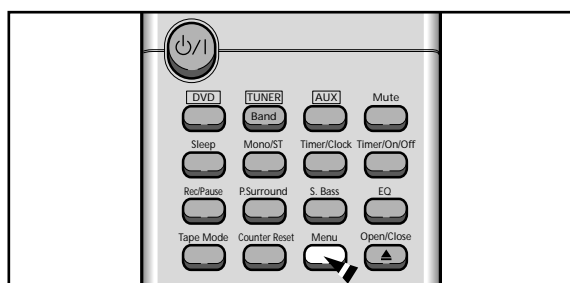 ⏻/I
DVD TUNER AUX Mute
Band
Sleep Mono/ST Timer/Clock Timer/On/Off
Rec/Pause P.Surround S. Bass EQ
Tape Mode Counter Reset Menu Open/Close